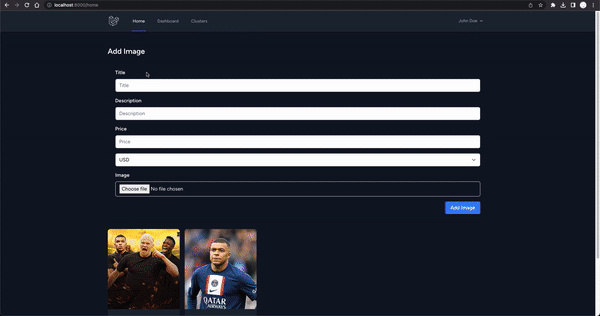 localhost:8000/home
Home Dashboard Clusters John Doe
Add Image
Title
Title
Description
Description
Price
Price
USD
Image
Choose file No file chosen
Add Image
QATAR